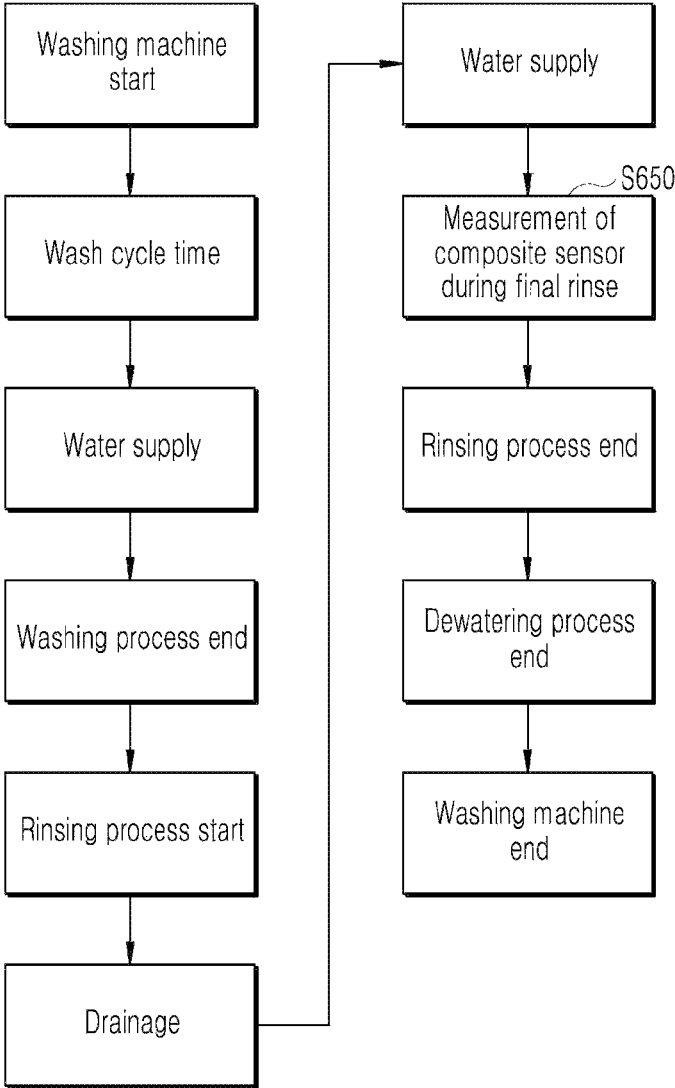 Washing machine
start
Wash cycle time
Water supply
Washing process end
Rinsing process start
Drainage
Water supply
S650
Measurement of
composite sensor
during final rinse
Rinsing process end
Dewatering process
end
Washing machine
end